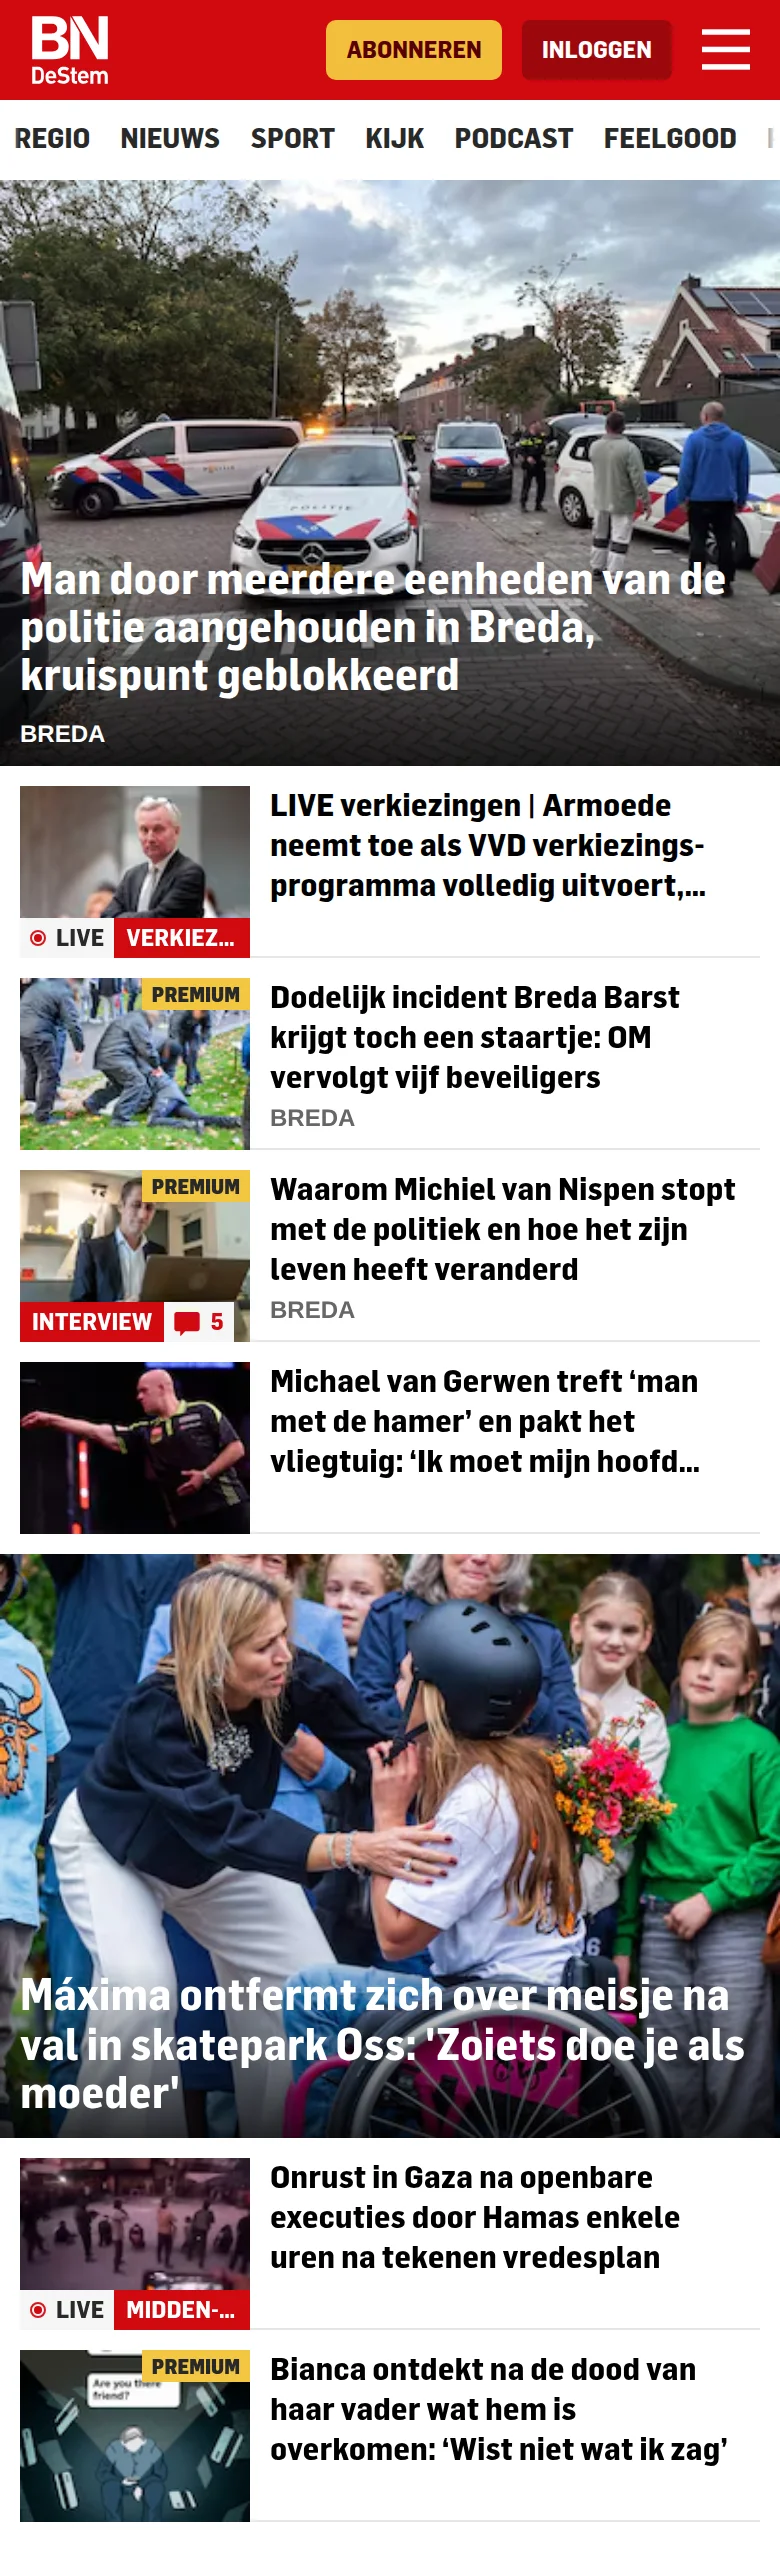 BN
DeStem
ABONNEREN
INLOGGEN
REGIO NIEUWS SPORT KIJK PODCAST FEELGOOD
POLITIE
Man door meerdere eenheden van de
politie aangehouden in Breda,
kruispunt geblokkeerd
BREDA
LIVE verkiezingen | Armoede
neemt toe als VVD verkiezings-
programma volledig uitvoert,...
LIVE VERKIEZ...
PREMIUM
Dodelijk incident Breda Barst
krijgt toch een staartje: OM
vervolgt vijf beveiligers
BREDA
PREMIUM
Waarom Michiel van Nispen stopt
met de politiek en hoe het zijn
leven heeft veranderd
BREDA
INTERVIEW 5
Michael van Gerwen treft ‘man
met de hamer’ en pakt het
vliegtuig: ‘Ik moet mijn hoofd...
Máxima ontfermt zich over meisje na
val in skatepark Oss: 'Zoiets doe je als
moeder'
Onrust in Gaza na openbare
executies door Hamas enkele
uren na tekenen vredesplan
LIVE MIDDEN-...
PREMIUM
Are you there
friend?
Bianca ontdekt na de dood van
haar vader wat hem is
overkomen: ‘Wist niet wat ik zag’